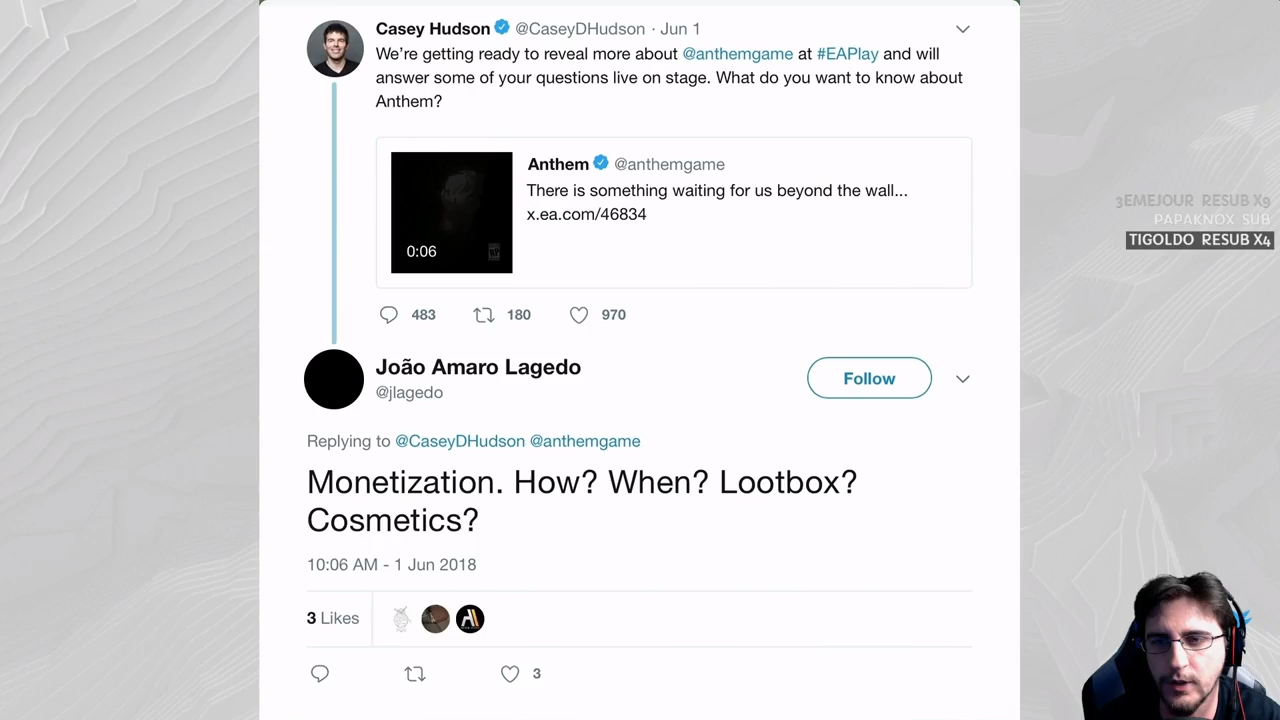 Casey Hudson @CaseyDHudson · Jun 1
We're getting ready to reveal more about @anthemgame at #EAPlay and will
answer some of your questions live on stage. What do you want to know about
Anthem?
Anthem @anthemgame
There is something waiting for us beyond the wall...
x.ea.com/46834
0:06
483 180 970
João Amaro Lagedo
@jlagedo
Follow
Replying to @CaseyDHudson @anthemgame
Monetization. How? When? Lootbox?
Cosmetics?
10:06 AM - 1 Jun 2018
3 Likes
3
3EMEJOUR RESUB X9
PAPAKNOX SUB
TIGOLDO RESUB X4